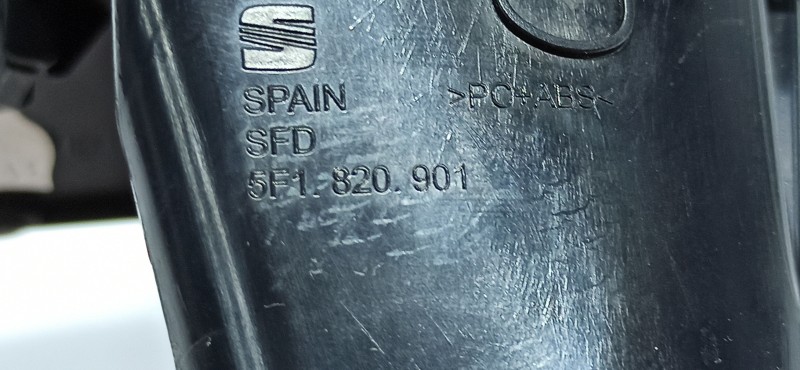 SPAIN >PC+ABS<
SFD
5F1. 820. 901